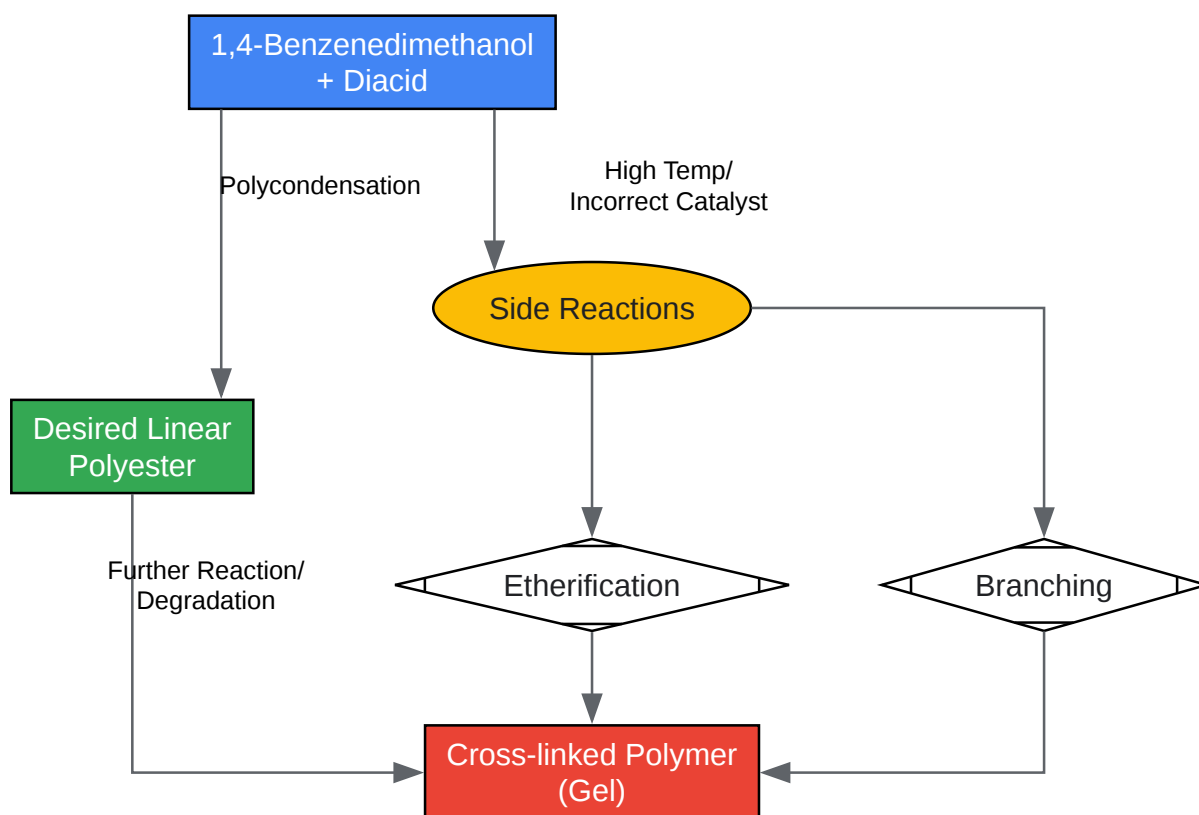 1,4-Benzenedimethanol
+ Diacid
Polycondensation
High Temp/
Incorrect Catalyst
Side Reactions
Desired Linear
Polyester
Further Reaction/
Degradation
Etherification
Branching
Cross-linked Polymer
(Gel)